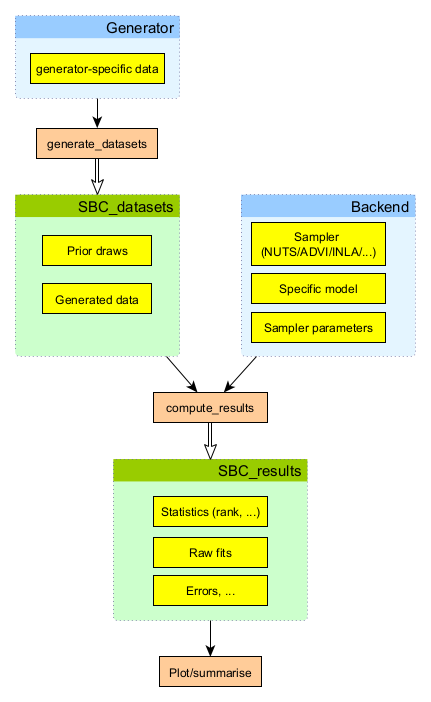 Generator
generator-specific data
generate_datasets
SBC_datasets
Prior draws
Generated data
Backend
Sampler
(NUTS/ADVI/INLA/...)
Specific model
Sampler parameters
compute_results
SBC_results
Statistics (rank, ...)
Raw fits
Errors, ...
Plot/summarise